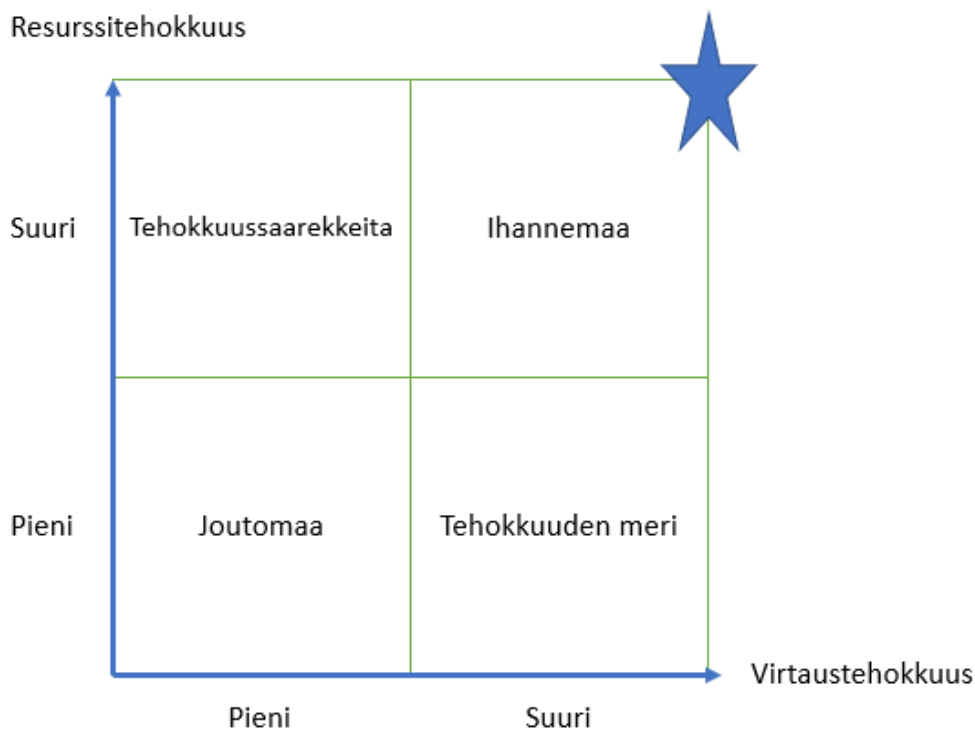 Resurssitehokkuus
Suuri
Tehokkuussaarekkeita
Ihannemaa
Pieni
Joutomaa
Tehokkuuden meri
Virtaustehokkuus
Pieni
Suuri